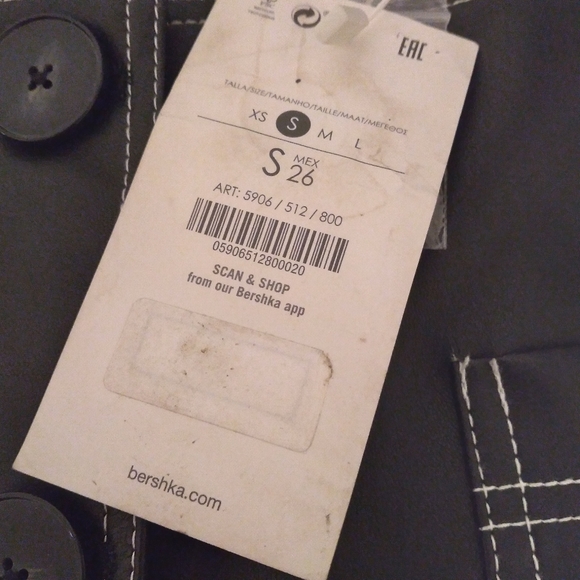 EAC
TALLA/SIZE/TAMANHO/TAILLE/MAAT/ΜΕΓΕΘΟΣ
XS S M L
S MEX 26
ART: 5906 / 512 / 800
05906512800020
SCAN & SHOP
from our Bershka app
bershka.com